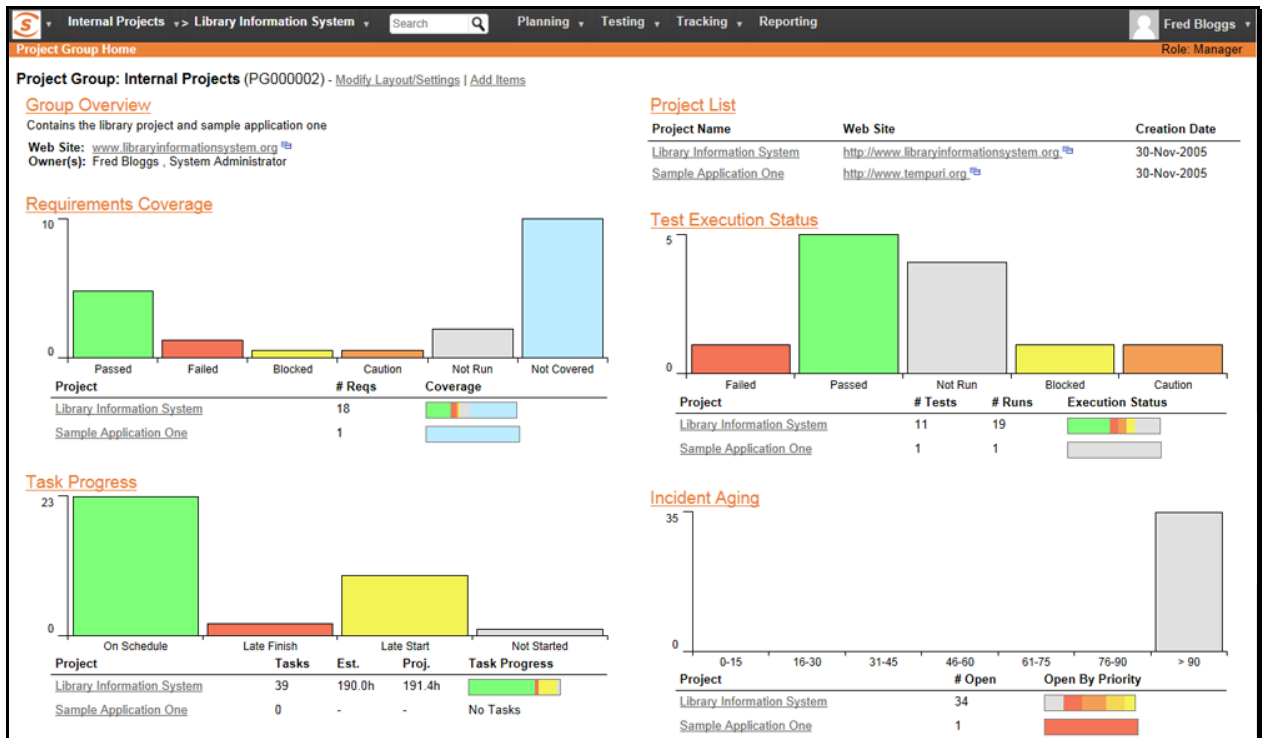 S Internal Projects > Library Information System Search Planning Testing Tracking Reporting Fred Bloggs
Project Group Home Role: Manager
Project Group: Internal Projects (PG000002) - Modify Layout/Settings | Add Items
Group Overview
Contains the library project and sample application one
Web Site: www.libraryinformationsystem.org
Owner(s): Fred Bloggs , System Administrator
Requirements Coverage
10
0
Passed Failed Blocked Caution Not Run Not Covered
Project # Reqs Coverage
Library Information System 18
Sample Application One 1
Task Progress
23
0
On Schedule Late Finish Late Start Not Started
Project Tasks Est. Proj. Task Progress
Library Information System 39 190.0h 191.4h
Sample Application One 0 - - No Tasks
Project List
Project Name Web Site Creation Date
Library Information System http://www.libraryinformationsystem.org 30-Nov-2005
Sample Application One http://www.tempuri.org 30-Nov-2005
Test Execution Status
5
0
Failed Passed Not Run Blocked Caution
Project # Tests # Runs Execution Status
Library Information System 11 19
Sample Application One 1 1
Incident Aging
35
0
0-15 16-30 31-45 46-60 61-75 76-90 > 90
Project # Open Open By Priority
Library Information System 34
Sample Application One 1